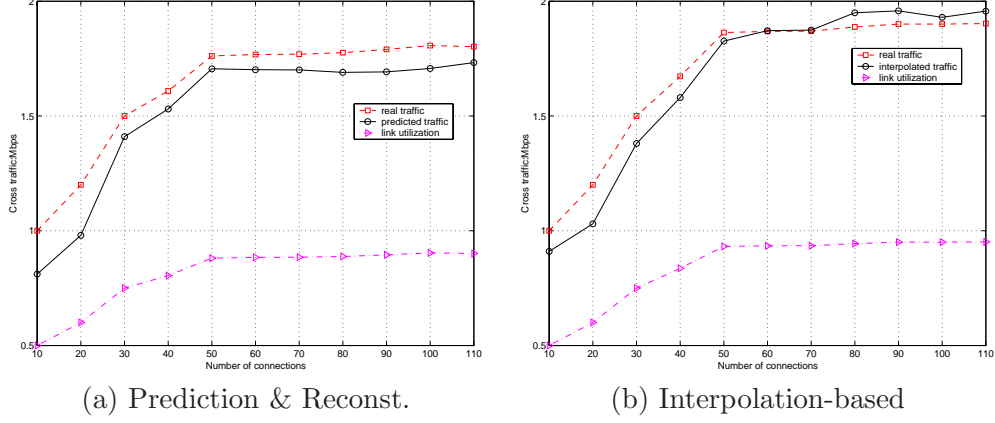 2
1.5
1
0.5
10 20 30 40 50 60 70 80 90 100 110
Cross traffic:Mbps
Number of connections
real traffic
predicted traffic
link utilization
(a) Prediction & Reconst.
2
1.5
1
0.5
10 20 30 40 50 60 70 80 90 100 110
Cross traffic:Mbps
Number of connections
real traffic
interpolated traffic
link utilization
(b) Interpolation-based